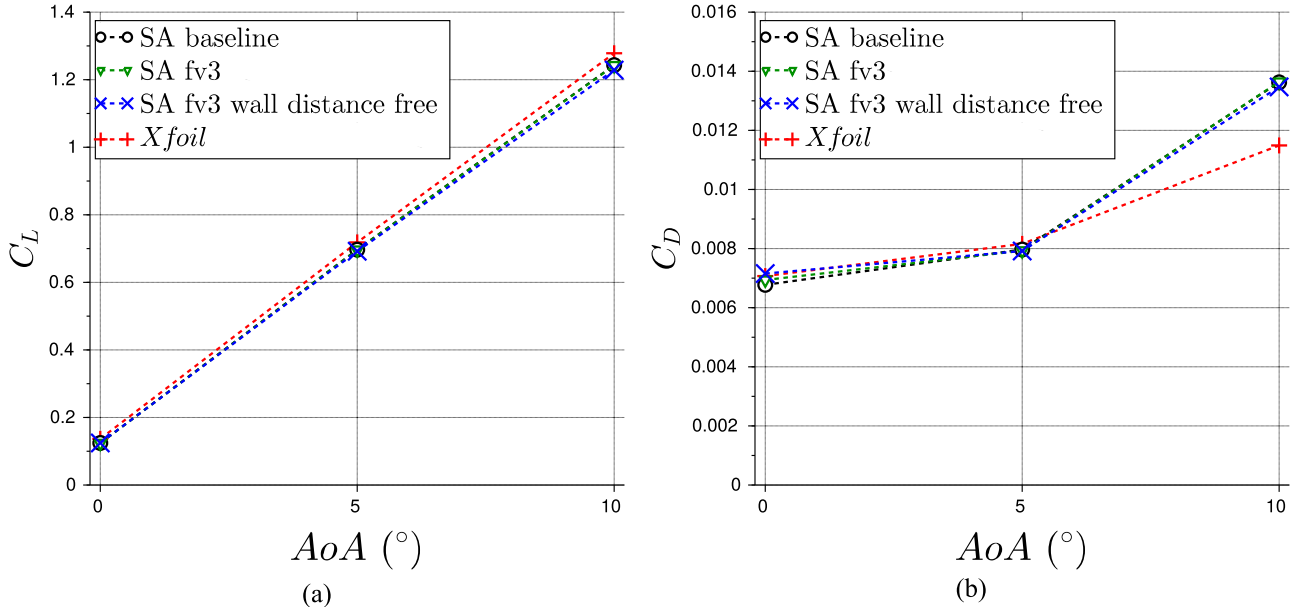 1.4
1.2
1
0.8
0.6
0.4
0.2
0
C_L
SA baseline
SA fv3
SA fv3 wall distance free
Xfoil
0
5
10
AoA (°)
(a)
0.016
0.014
0.012
0.01
0.008
0.006
0.004
0.002
0
C_D
SA baseline
SA fv3
SA fv3 wall distance free
Xfoil
0
5
10
AoA (°)
(b)